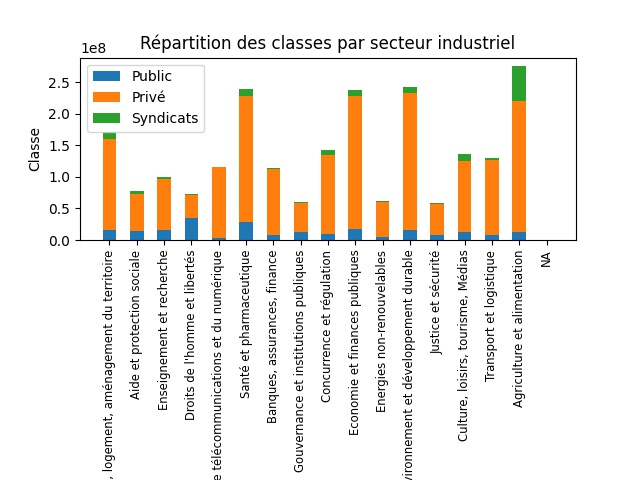 Répartition des classes par secteur industriel
1e8
Public
Privé
Syndicats
Classe
2.5
2.0
1.5
1.0
0.5
0.0
, logement, aménagement du territoire
Aide et protection sociale
Enseignement et recherche
Droits de l'homme et libertés
télécommunications et du numérique
Santé et pharmaceutique
Banques, assurances, finance
Gouvernance et institutions publiques
Concurrence et régulation
Economie et finances publiques
Energies non-renouvelables
vironnement et développement durable
Justice et sécurité
Culture, loisirs, tourisme, Médias
Transport et logistique
Agriculture et alimentation
NA